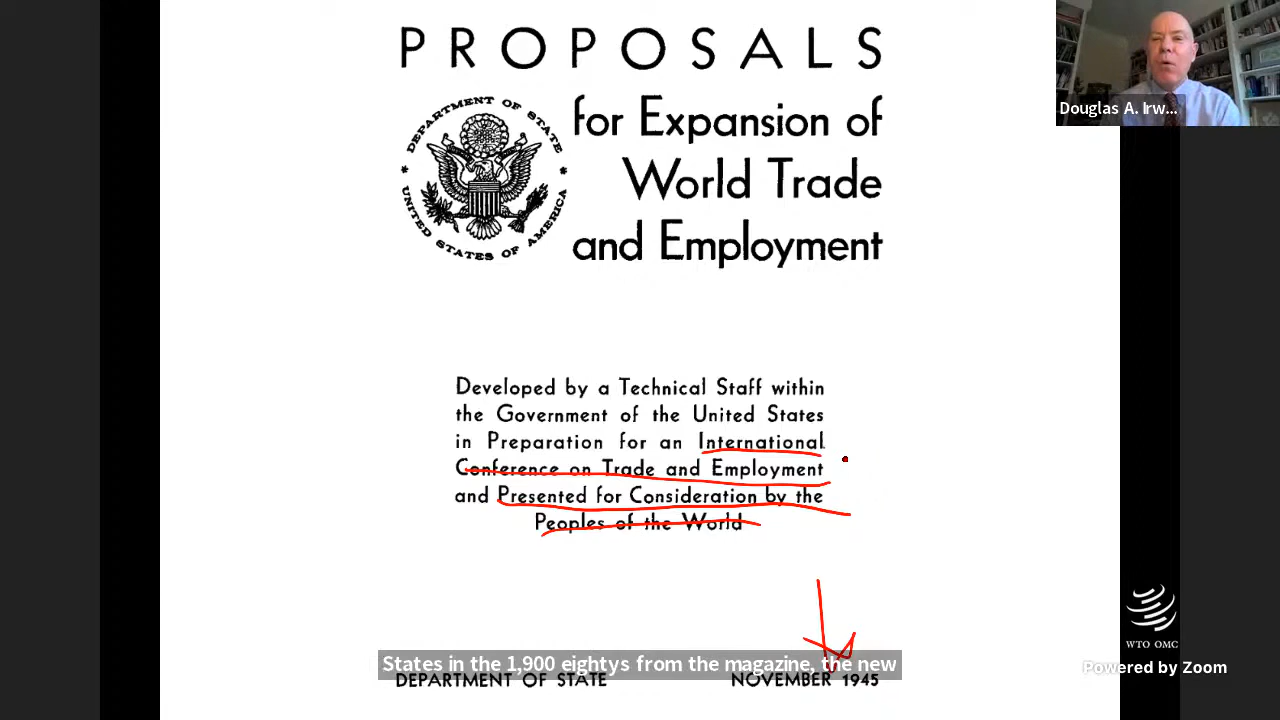 PROPOSALS
for Expansion of
World Trade
and Employment
DEPARTMENT OF STATE
UNITED STATES OF AMERICA
Douglas A. Irw...
Developed by a Technical Staff within
the Government of the United States
in Preparation for an International
Conference on Trade and Employment
and Presented for Consideration by the
Peoples of the World
States in the 1,900 eightys from the magazine, the new
DEPARTMENT OF STATE
NOVEMBER 1945
WTO OMC
Powered by Zoom